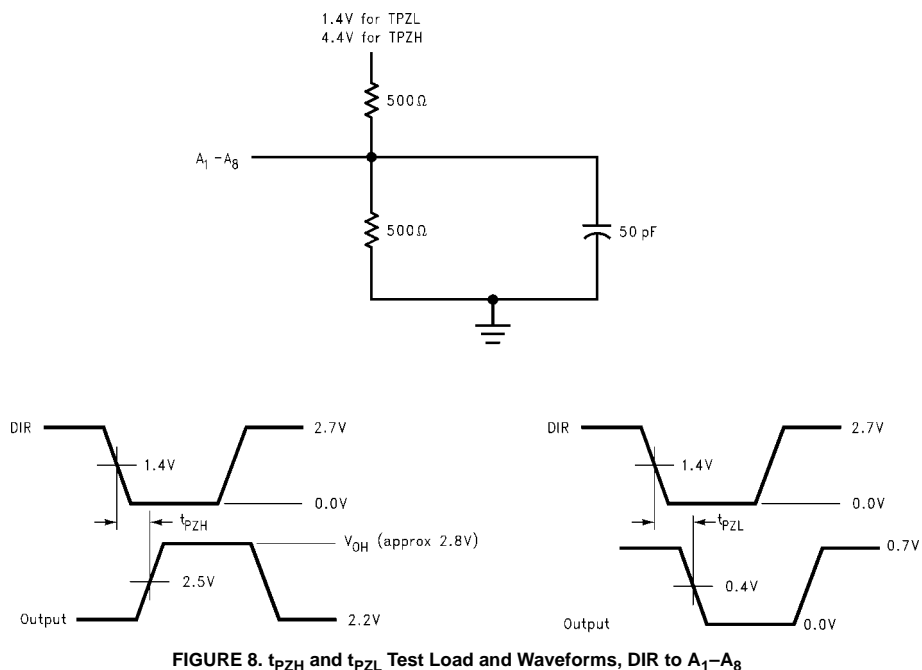 1.4V for TPZL
4.4V for TPZH
500Ω
A1–A8
500Ω
50 pF
DIR
2.7V
1.4V
0.0V
tPZH
VOH (approx 2.8V)
2.5V
Output
2.2V
DIR
2.7V
1.4V
0.0V
tPZL
0.7V
0.4V
Output
0.0V
FIGURE 8. tPZH and tPZL Test Load and Waveforms, DIR to A1–A8